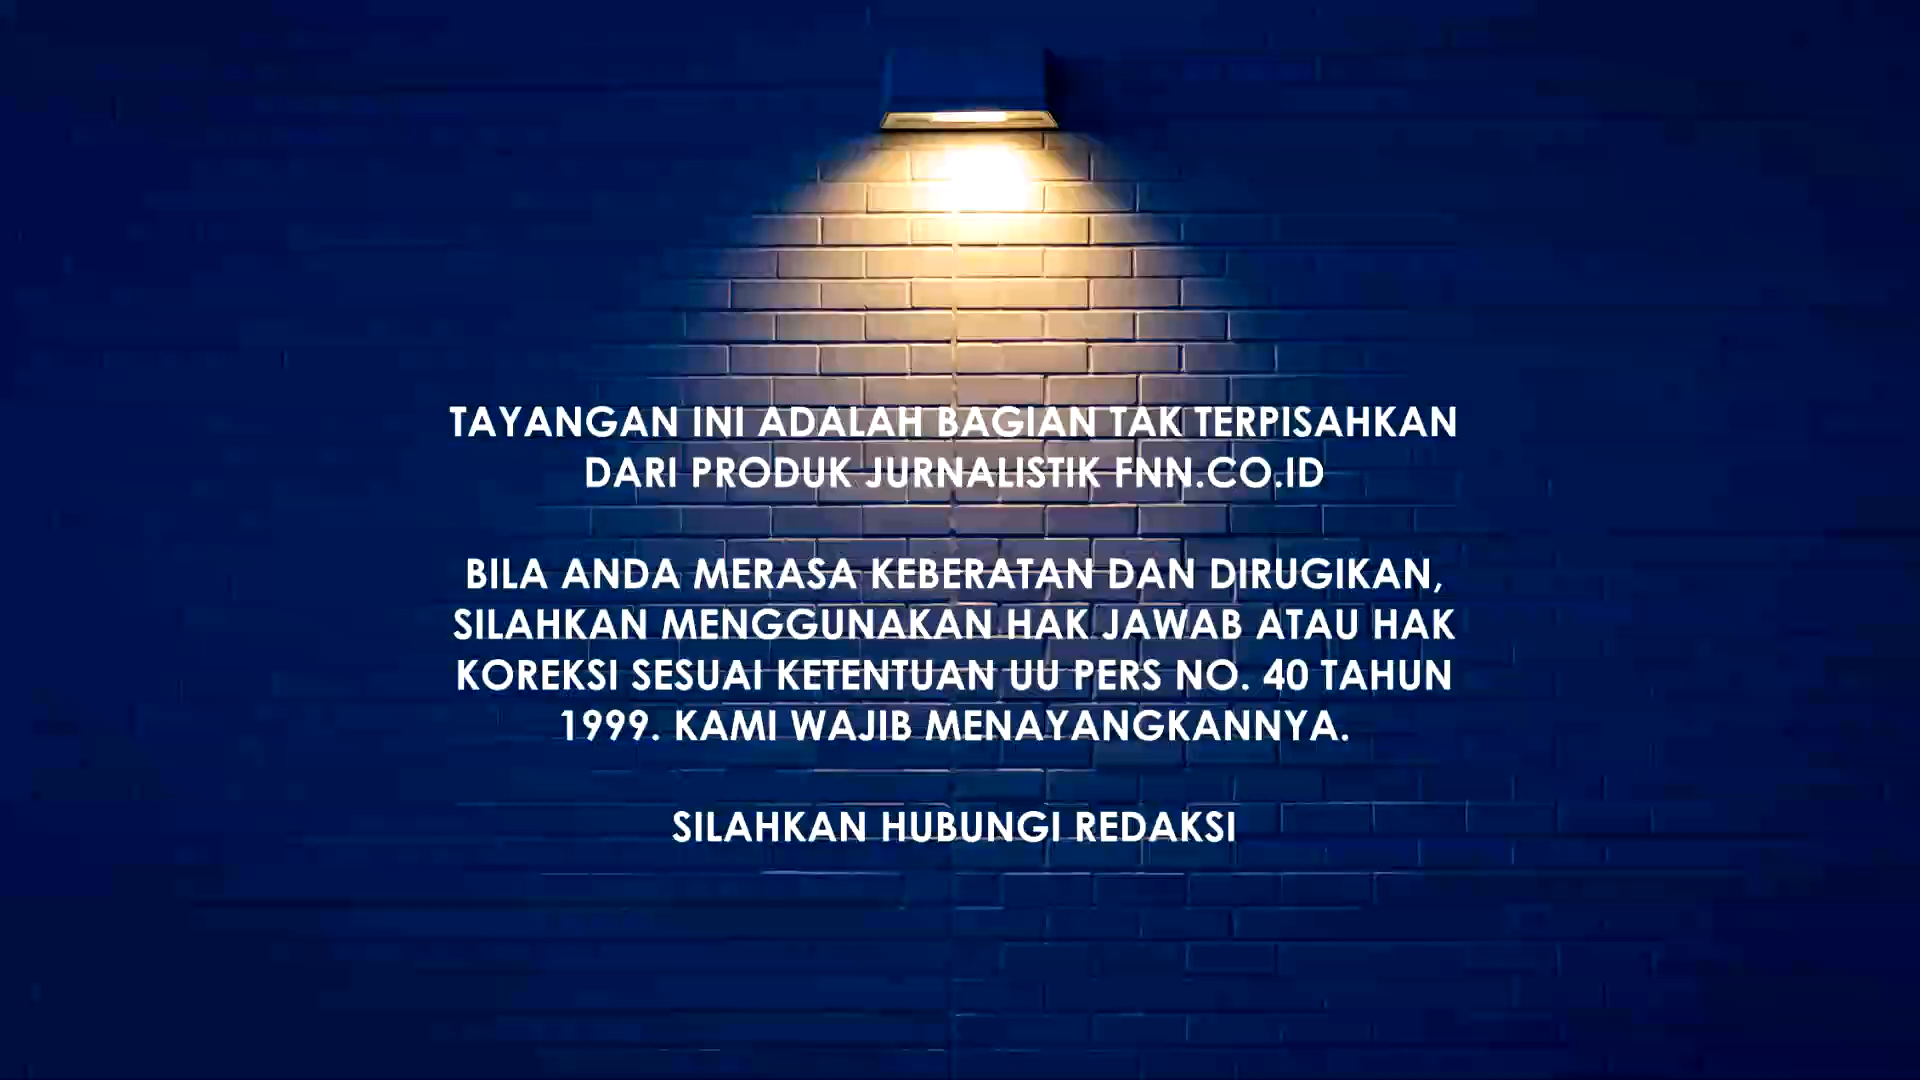 TAYANGAN INI ADALAH BAGIAN TAK TERPISAHKAN
DARI PRODUK JURNALISTIK FNN.CO.ID
BILA ANDA MERASA KEBERATAN DAN DIRUGIKAN,
SILAHKAN MENGGUNAKAN HAK JAWAB ATAU HAK
KOREKSI SESUAI KETENTUAN UU PERS NO. 40 TAHUN
1999. KAMI WAJIB MENAYANGKANNYA.
SILAHKAN HUBUNGI REDAKSI